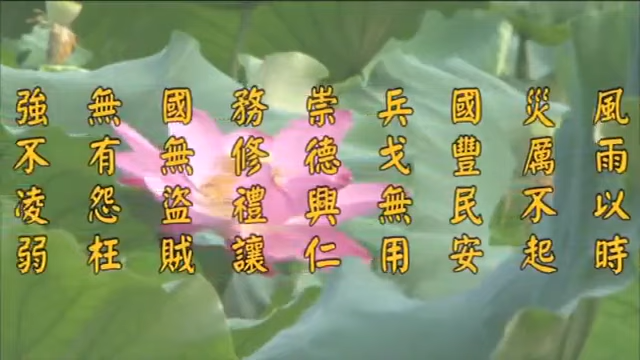 風雨以時
災厲不起
國豐民安
兵戈無用
崇德興仁
務修禮讓
國無盜賊
無有怨枉
強不凌弱